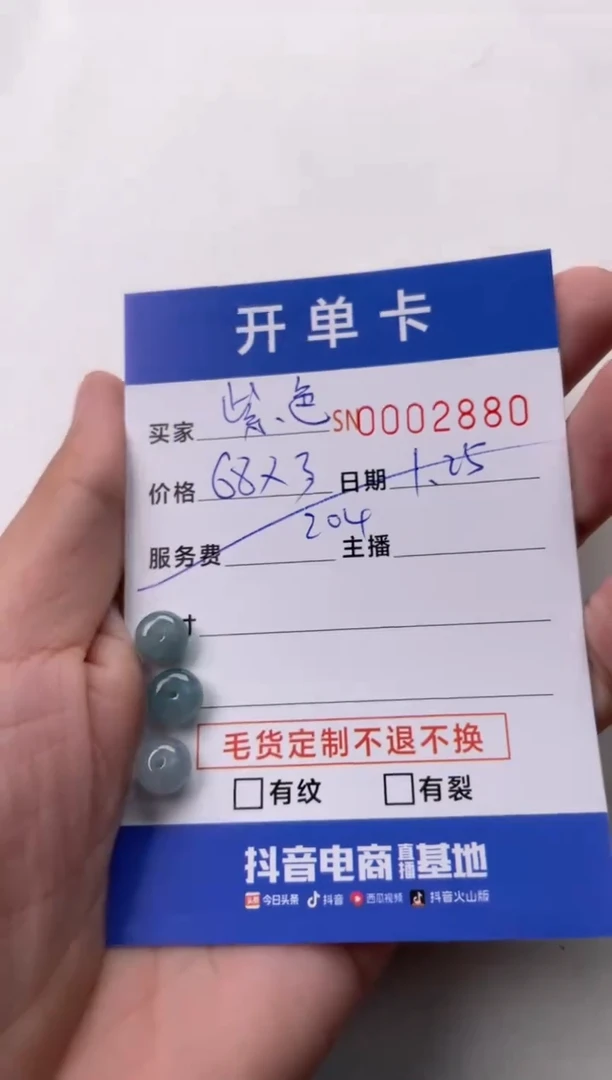 开单卡
买家 紫色 SN0002880
价格 68×3 日期 1.25
204
服务费 主播
计
毛货定制不退不换
□有纹 □有裂
抖音电商直播基地
头条 今日头条 抖音 西瓜视频 抖音火山版